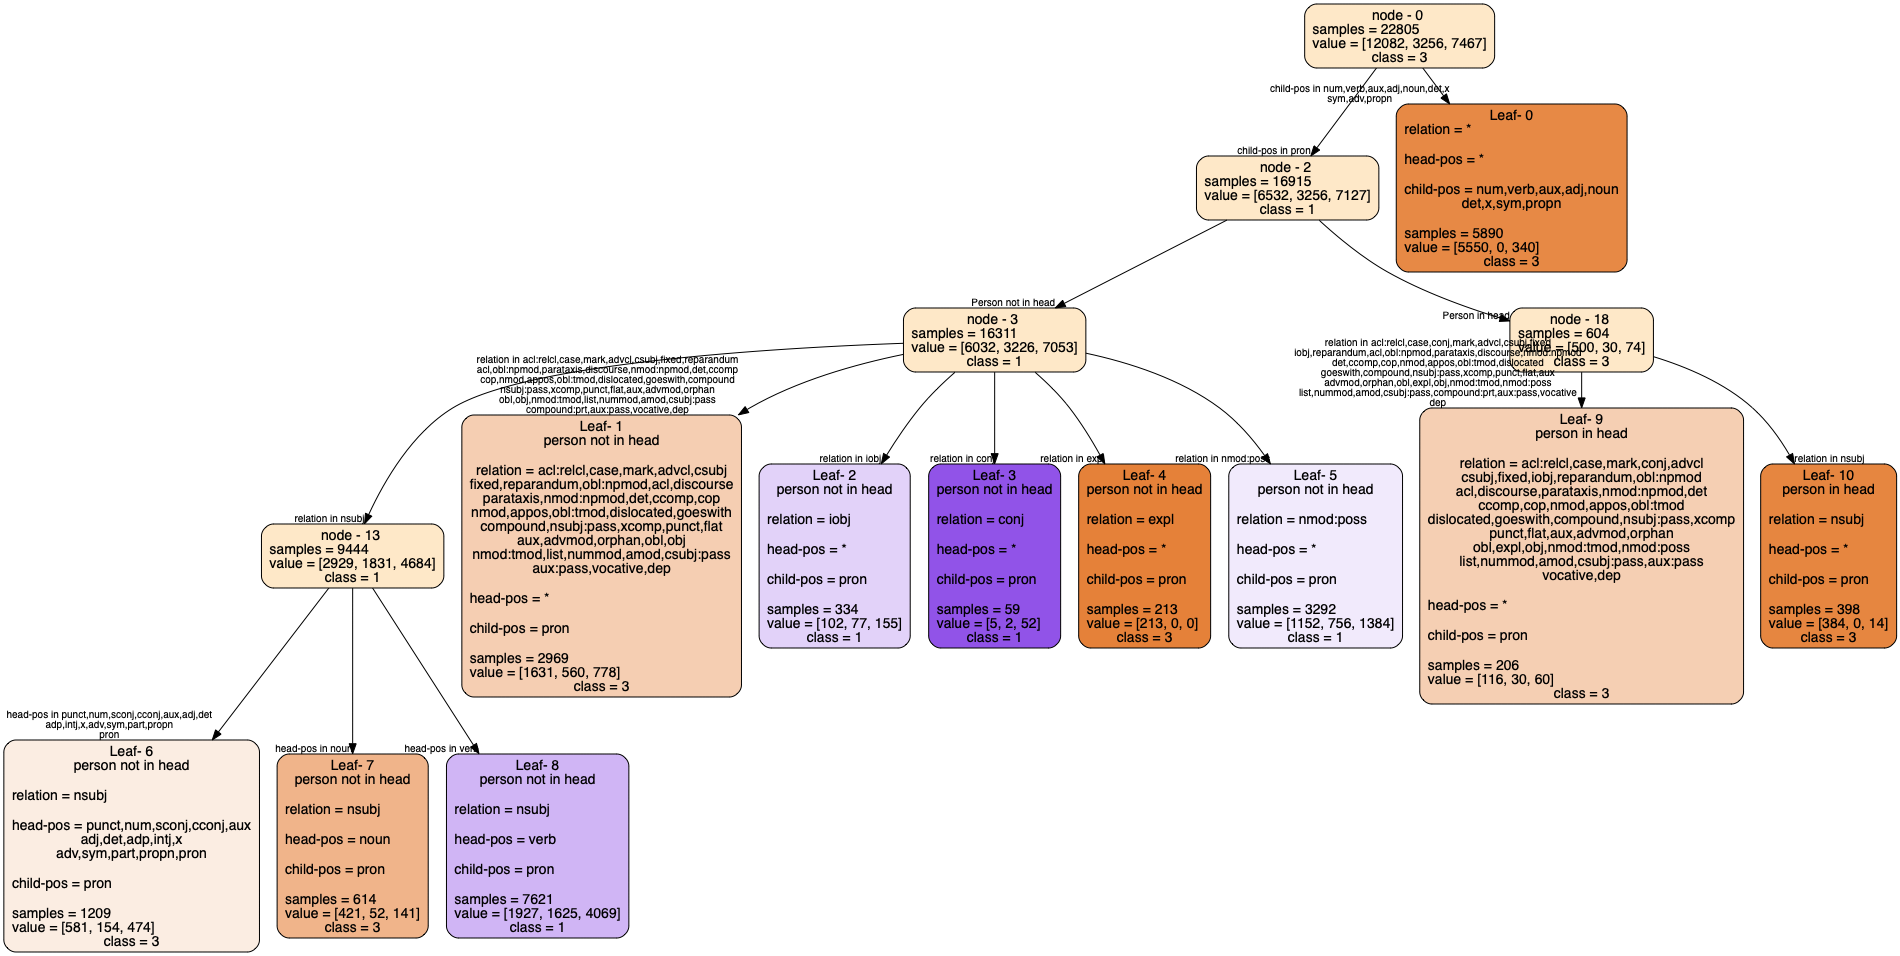 node - 0
samples = 22805
value = [12082, 3256, 7467]
class = 3
child-pos in num,verb,aux,adj,noun,det,x
sym,adv,propn
Leaf- 0
relation = *
head-pos = *
child-pos = num,verb,aux,adj,noun
det,x,sym,propn
samples = 5890
value = [5550, 0, 340]
class = 3
child-pos in pron
node - 2
samples = 16915
value = [6532, 3256, 7127]
class = 1
Person not in head
node - 3
samples = 16311
value = [6032, 3226, 7053]
class = 1
Person in head
node - 18
samples = 604
value = [500, 30, 74]
class = 3
relation in acl:relcl,case,mark,advcl,csubj,fixed,reparandum
acl,obl:npmod,parataxis,discourse,nmod:npmod,det,ccomp
cop,nmod,appos,obl:tmod,dislocated,goeswith,compound
nsubj:pass,xcomp,punct,flat,aux,advmod,orphan
obl,obj,nmod:tmod,list,nummod,amod,csubj:pass
compound:prt,aux:pass,vocative,dep
Leaf- 1
person not in head
relation = acl:relcl,case,mark,advcl,csubj
fixed,reparandum,obl:npmod,acl,discourse
parataxis,nmod:npmod,det,ccomp,cop
nmod,appos,obl:tmod,dislocated,goeswith
compound,nsubj:pass,xcomp,punct,flat
aux,advmod,orphan,obl,obj
nmod:tmod,list,nummod,amod,csubj:pass
aux:pass,vocative,dep
head-pos = *
child-pos = pron
samples = 2969
value = [1631, 560, 778]
class = 3
relation in iobj
Leaf- 2
person not in head
relation = iobj
head-pos = *
child-pos = pron
samples = 334
value = [102, 77, 155]
class = 1
relation in conj
Leaf- 3
person not in head
relation = conj
head-pos = *
child-pos = pron
samples = 59
value = [5, 2, 52]
class = 1
relation in expl
Leaf- 4
person not in head
relation = expl
head-pos = *
child-pos = pron
samples = 213
value = [213, 0, 0]
class = 3
relation in nmod:poss
Leaf- 5
person not in head
relation = nmod:poss
head-pos = *
child-pos = pron
samples = 3292
value = [1152, 756, 1384]
class = 1
relation in acl:relcl,case,conj,mark,advcl,csubj,fixed
iobj,reparandum,acl,obl:npmod,parataxis,discourse,nmod:npmod
det,ccomp,cop,nmod,appos,obl:tmod,dislocated
goeswith,compound,nsubj:pass,xcomp,punct,flat,aux
advmod,orphan,obl,expl,obj,nmod:tmod,nmod:poss
list,nummod,amod,csubj:pass,compound:prt,aux:pass,vocative
dep
Leaf- 9
person in head
relation = acl:relcl,case,mark,conj,advcl
csubj,fixed,iobj,reparandum,obl:npmod
acl,discourse,parataxis,nmod:npmod,det
ccomp,cop,nmod,appos,obl:tmod
dislocated,goeswith,compound,nsubj:pass,xcomp
punct,flat,aux,advmod,orphan
obl,expl,obj,nmod:tmod,nmod:poss
list,nummod,amod,csubj:pass,aux:pass
vocative,dep
head-pos = *
child-pos = pron
samples = 206
value = [116, 30, 60]
class = 3
relation in nsubj
Leaf- 10
person in head
relation = nsubj
head-pos = *
child-pos = pron
samples = 398
value = [384, 0, 14]
class = 3
relation in nsubj
node - 13
samples = 9444
value = [2929, 1831, 4684]
class = 1
head-pos in punct,num,sconj,cconj,aux,adj,det
adp,intj,x,adv,sym,part,propn
pron
Leaf- 6
person not in head
relation = nsubj
head-pos = punct,num,sconj,cconj,aux
adj,det,adp,intj,x
adv,sym,part,propn,pron
child-pos = pron
samples = 1209
value = [581, 154, 474]
class = 3
head-pos in noun
Leaf- 7
person not in head
relation = nsubj
head-pos = noun
child-pos = pron
samples = 614
value = [421, 52, 141]
class = 3
head-pos in verb
Leaf- 8
person not in head
relation = nsubj
head-pos = verb
child-pos = pron
samples = 7621
value = [1927, 1625, 4069]
class = 1